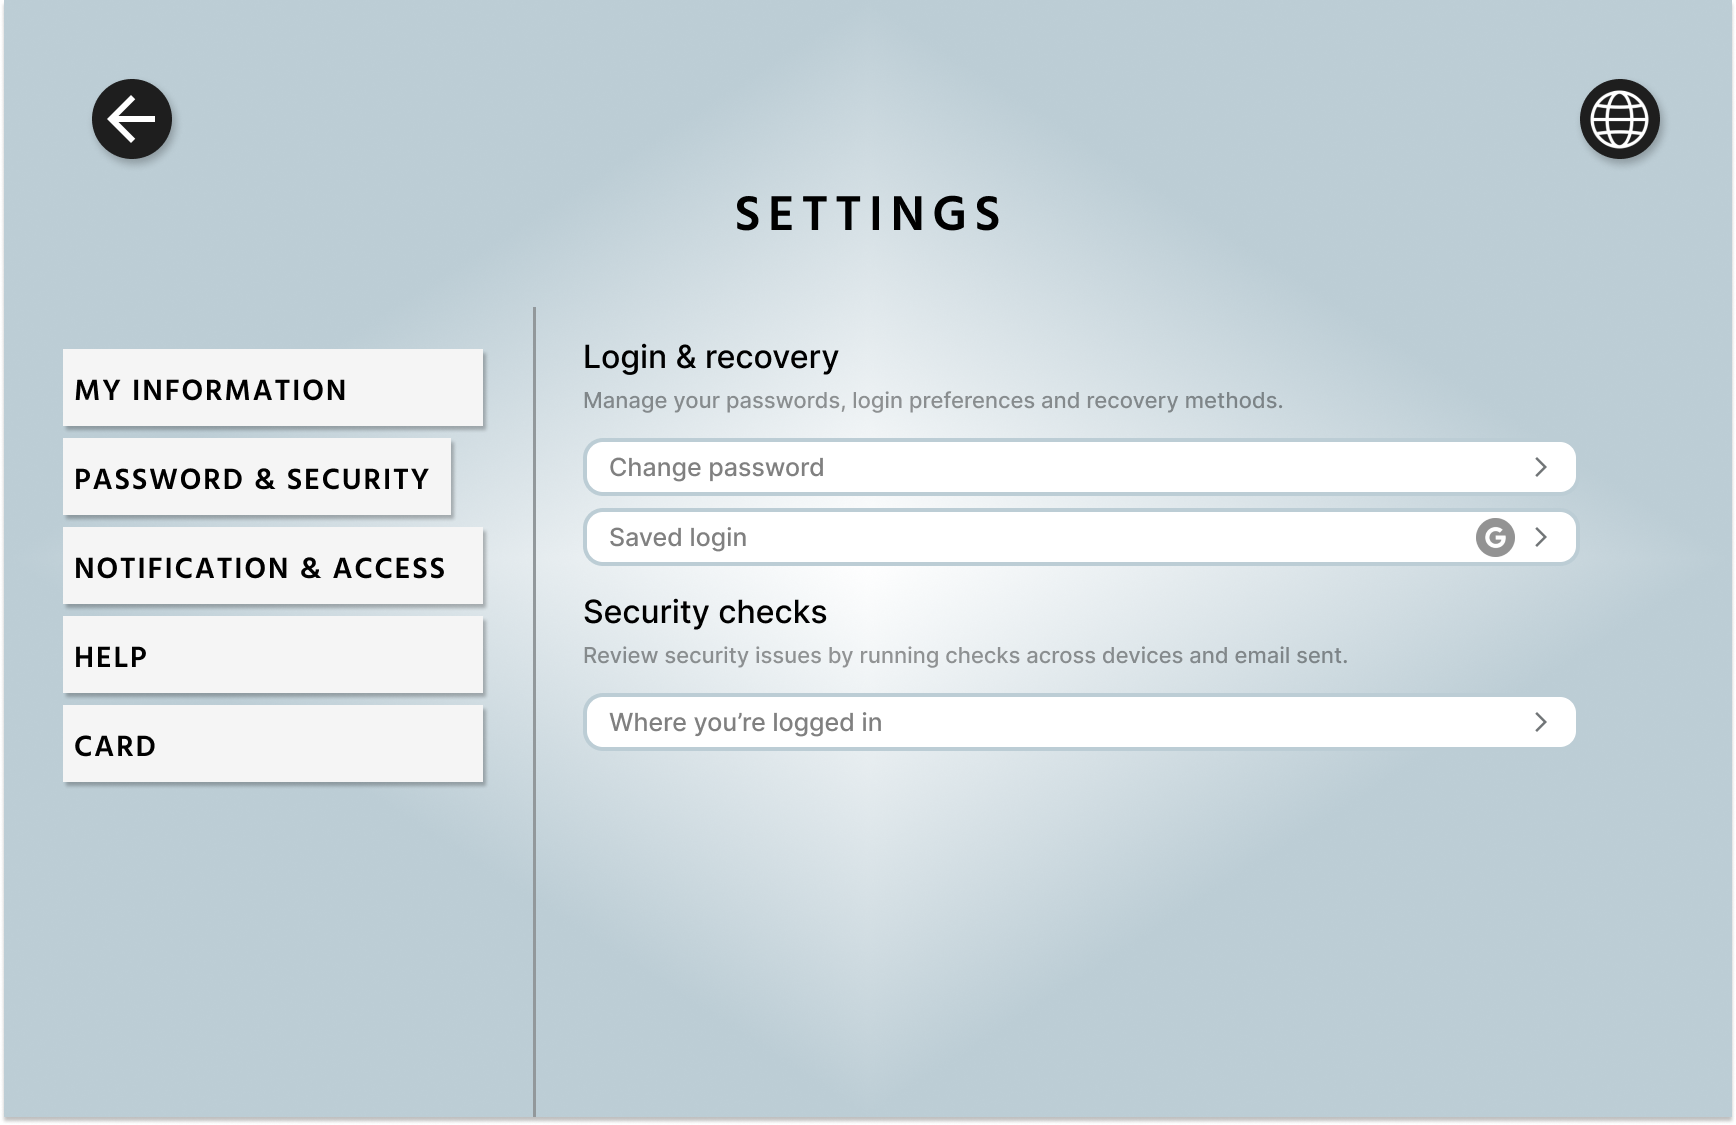 SETTINGS
MY INFORMATION
PASSWORD & SECURITY
NOTIFICATION & ACCESS
HELP
CARD
Login & recovery
Manage your passwords, login preferences and recovery methods.
Change password
Saved login
G
Security checks
Review security issues by running checks across devices and email sent.
Where you’re logged in